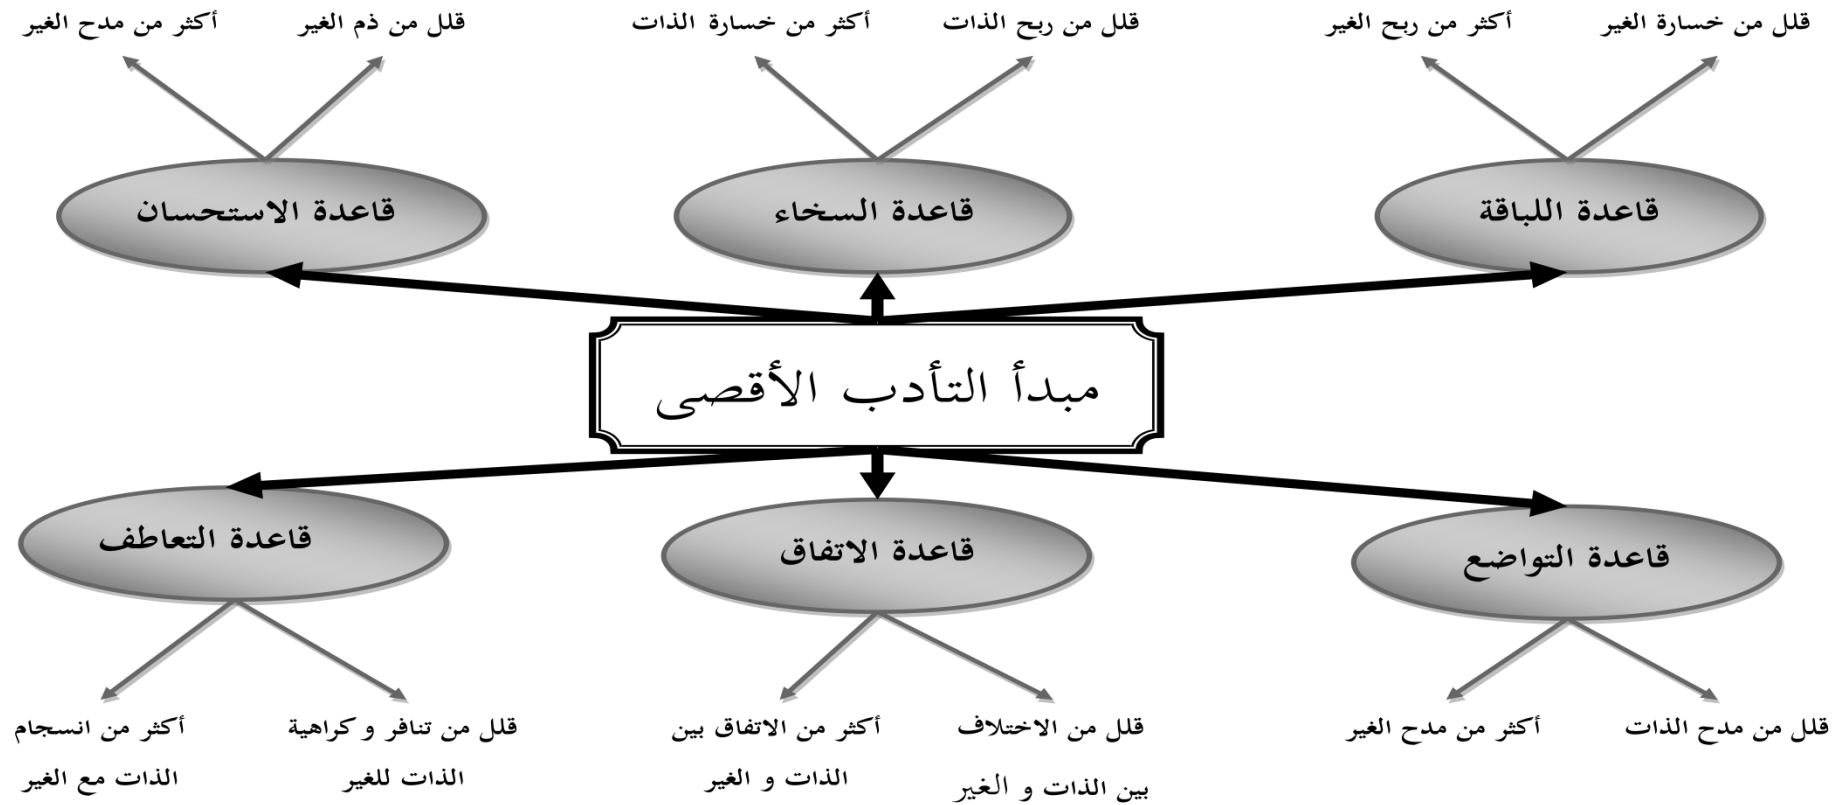 قلل من خسارة الغير
أكثر من ربح الغير
قلل من ربح الذات
أكثر من خسارة الذات
قلل من ذم الغير
أكثر من مدح الغير
قاعدة اللباقة
قاعدة السخاء
قاعدة الاستحسان
مبدأ التأدب الأقصى
قاعدة التواضع
قاعدة الاتفاق
قاعدة التعاطف
قلل من مدح الذات
أكثر من مدح الغير
قلل من الاختلاف
بين الذات و الغير
أكثر من الاتفاق بين
الذات و الغير
قلل من تنافر و كراهية
الذات للغير
أكثر من انسجام
الذات مع الغير